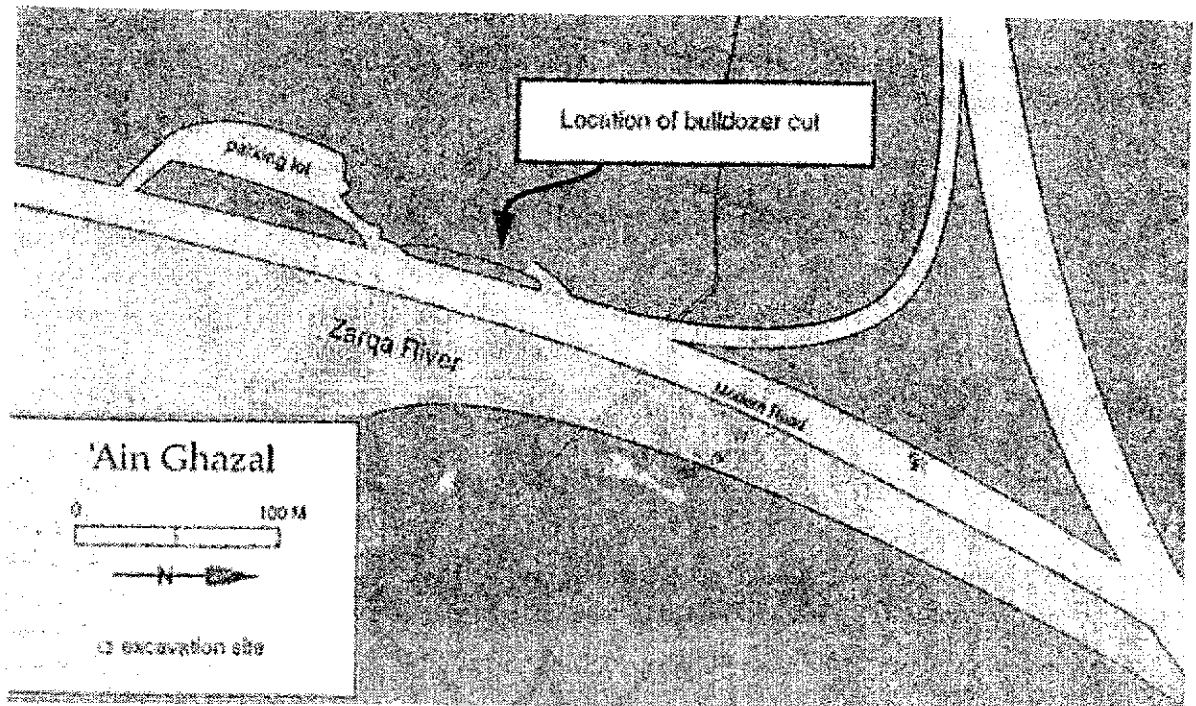 Location of bulldozer cut
parking lot
Zarqa River
Modern Road
'Ain Ghazal
0
100 M
N
excavation site